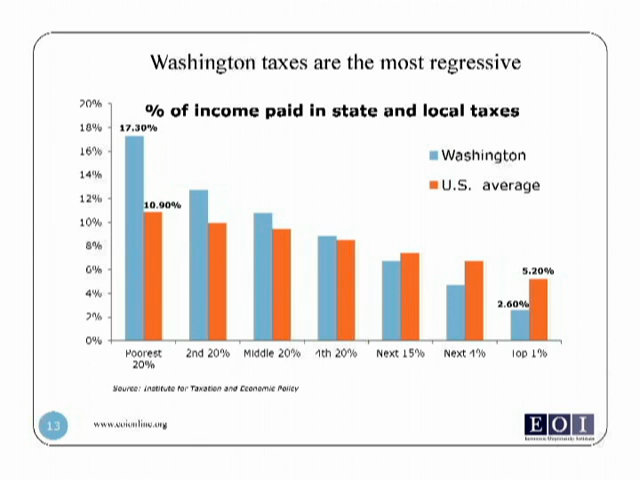 Washington taxes are the most regressive
% of income paid in state and local taxes
20%
18%
16%
14%
12%
10%
8%
6%
4%
2%
0%
17.30%
10.90%
Washington
U.S. average
5.20%
2.60%
Poorest
20%
2nd 20%
Middle 20%
4th 20%
Next 15%
Next 4%
Top 1%
Source: Institute for Taxation and Economic Policy
13
www.eoionline.org
EOI